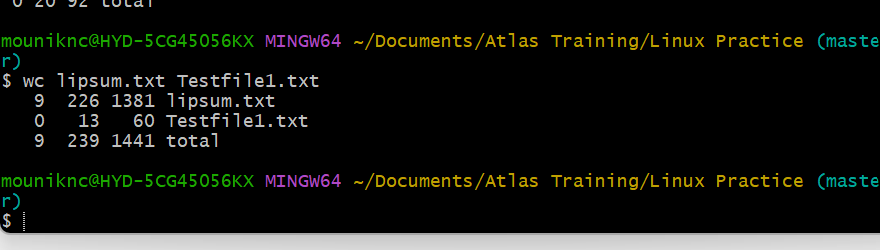 0 20 92 total
mouniknc@HYD-5CG45056KX MINGW64 ~/Documents/Atlas Training/Linux Practice (maste
r)
$ wc lipsum.txt Testfile1.txt
9 226 1381 lipsum.txt
0 13 60 Testfile1.txt
9 239 1441 total
mouniknc@HYD-5CG45056KX MINGW64 ~/Documents/Atlas Training/Linux Practice (maste
r)
$